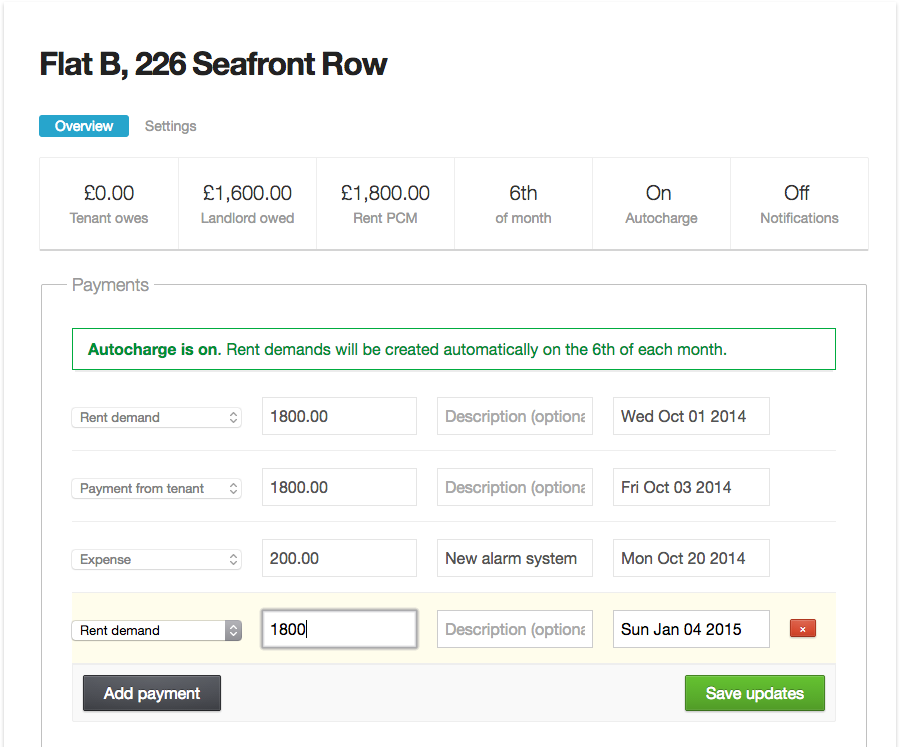 Flat B, 226 Seafront Row
Overview Settings
£0.00 £1,600.00 £1,800.00 6th On Off
Tenant owes Landlord owed Rent PCM of month Autocharge Notifications
Payments
Autocharge is on. Rent demands will be created automatically on the 6th of each month.
Rent demand 1800.00 Description (optiona Wed Oct 01 2014
Payment from tenant 1800.00 Description (optiona Fri Oct 03 2014
Expense 200.00 New alarm system Mon Oct 20 2014
Rent demand 1800 Description (optiona Sun Jan 04 2015 ×
Add payment Save updates